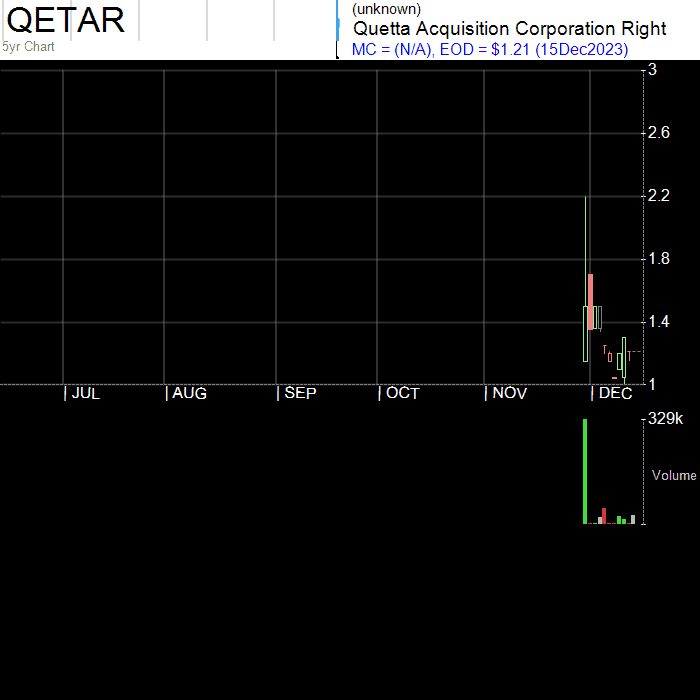 QETAR
5yr Chart
(unknown)
Quetta Acquisition Corporation Right
MC = (N/A), EOD = $1.21 (15Dec2023)
3
2.6
2.2
1.8
1.4
1
| JUL | AUG | SEP | OCT | NOV | DEC
329k
Volume